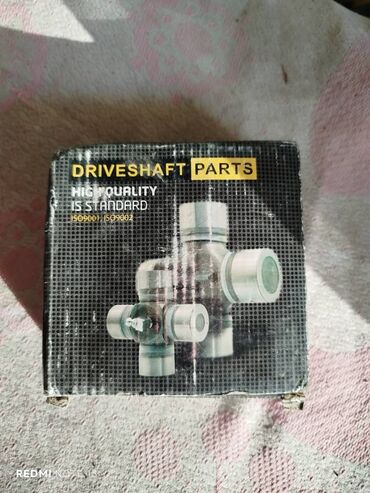 DRIVESHAFT PARTS
HIGH QUALITY
IS STANDARD
ISO9001, ISO9002
REDMI